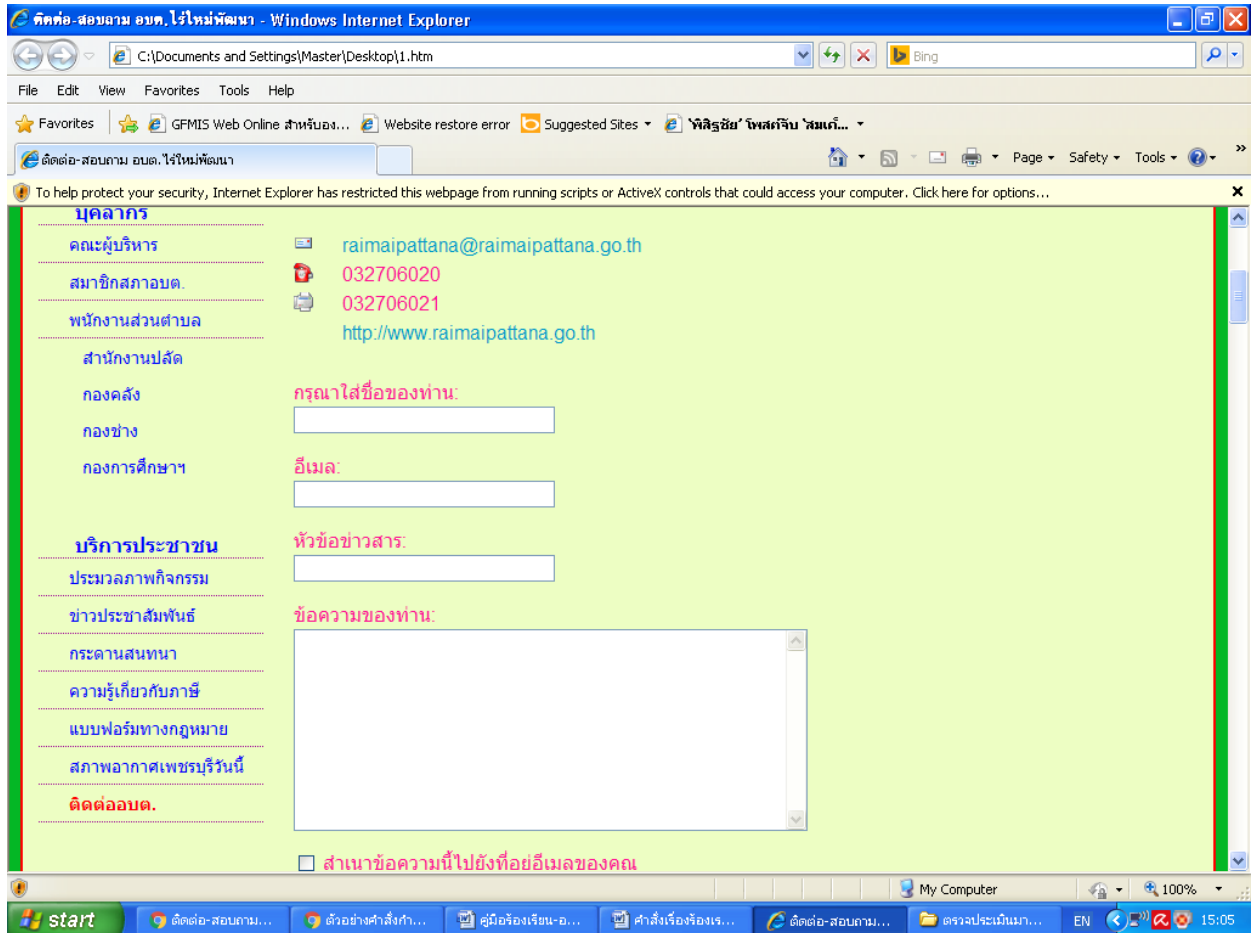 ติดต่อ-สอบถาม อบต.ไร่ใหม่พัฒนา - Windows Internet Explorer
C:\Documents and Settings\Master\Desktop\1.htm
Bing
File Edit View Favorites Tools Help
Favorites GFMIS Web Online สำหรับอง... Website restore error Suggested Sites 'พิสิฐชัย' โพสต์จีบ 'สมเก๋...
ติดต่อ-สอบถาม อบต.ไร่ใหม่พัฒนา Page Safety Tools
To help protect your security, Internet Explorer has restricted this webpage from running scripts or ActiveX controls that could access your computer. Click here for options...
บุคลากร
คณะผู้บริหาร
สมาชิกสภาอบต.
พนักงานส่วนตำบล
สำนักงานปลัด
กองคลัง
กองช่าง
กองการศึกษาฯ
บริการประชาชน
ประมวลภาพกิจกรรม
ข่าวประชาสัมพันธ์
กระดานสนทนา
ความรู้เกี่ยวกับภาษี
แบบฟอร์มทางกฎหมาย
สภาพอากาศเพชรบุรีวันนี้
ติดต่ออบต.
raimaipattana@raimaipattana.go.th
032706020
032706021
http://www.raimaipattana.go.th
กรุณาใส่ชื่อของท่าน:
อีเมล:
หัวข้อข่าวสาร:
ข้อความของท่าน:
สำเนาข้อความนี้ไปยังที่อยู่อีเมลของคุณ
My Computer 100%
start ติดต่อ-สอบถาม... ตัวอย่างคำสั่งกำ... คู่มือร้องเรียน-อ... คำสั่งเรื่องร้องเร... ติดต่อ-สอบถาม... ตรวจประเมินมา... EN 15:05